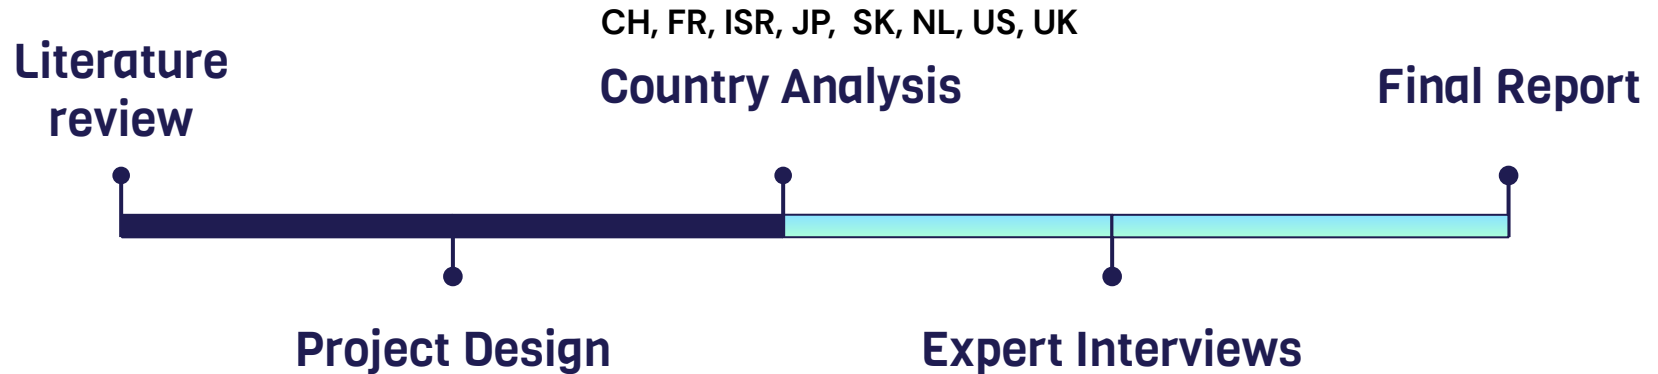 CH, FR, ISR, JP, SK, NL, US, UK
Literature
review
Country Analysis
Final Report
Project Design
Expert Interviews